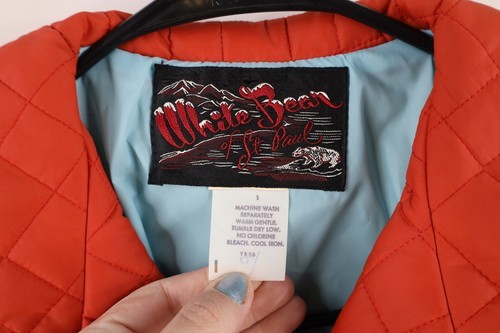 White Bear
of St. Paul
MACHINE WASH
SEPARATELY
WARM GENTLE.
TUMBLE DRY LOW.
NO CHLORINE
BLEACH. COOL IRON.